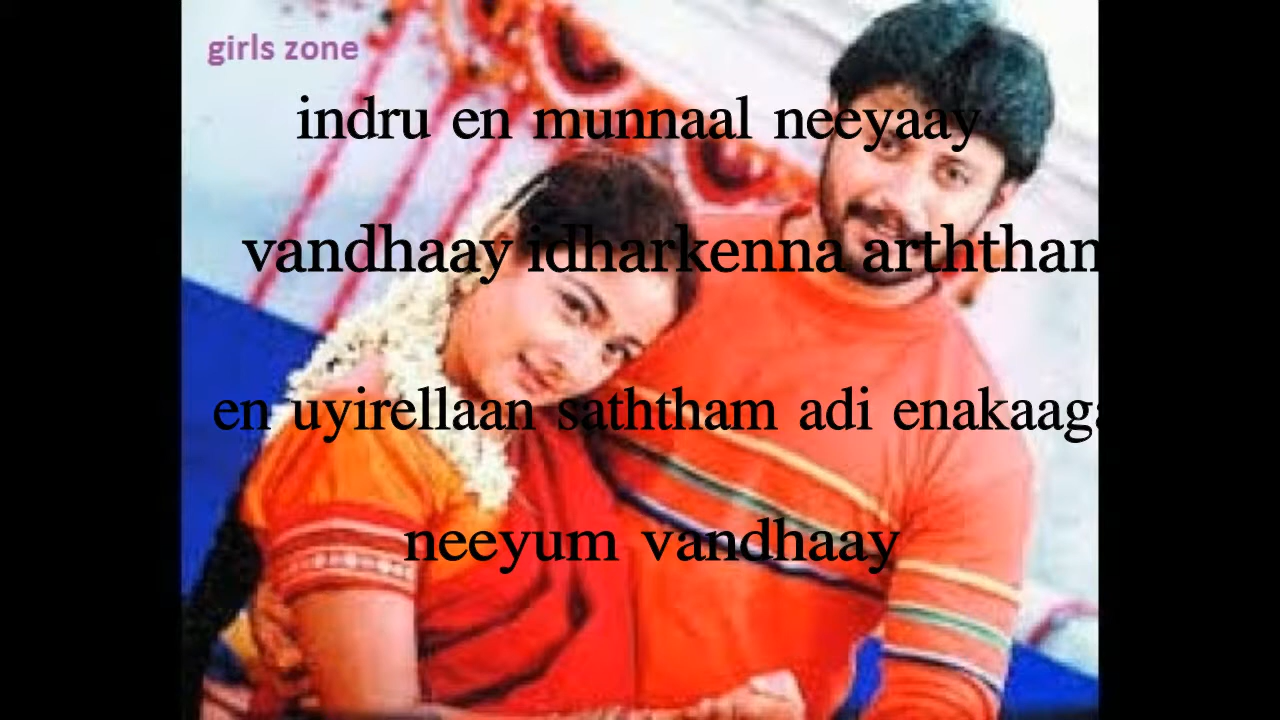 girls zone
indru en munnaal neeyaay
vandhaay idharkenna arththam
en uyirellaan saththam adi enakaaga
neeyum vandhaay